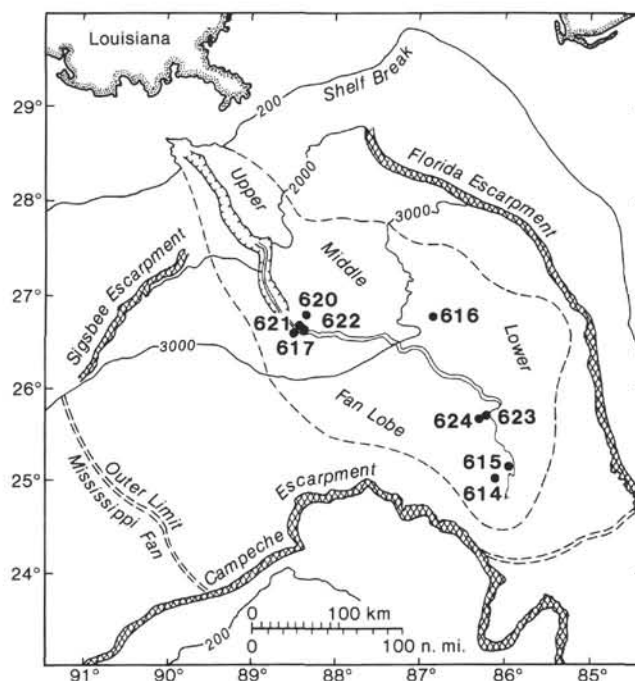 Louisiana
200
Shelf Break
29°
2000
Florida Escarpment
28°
Upper
3000
Middle
27°
Sigsbee Escarpment
620
621
622
616
617
Lower
3000
26°
Fan Lobe
624
623
615
25°
614
Outer Limit
Mississippi Fan
Escarpment
Campeche
24°
200
0 100 km
0 100 n. mi.
91° 90° 89° 88° 87° 86° 85°